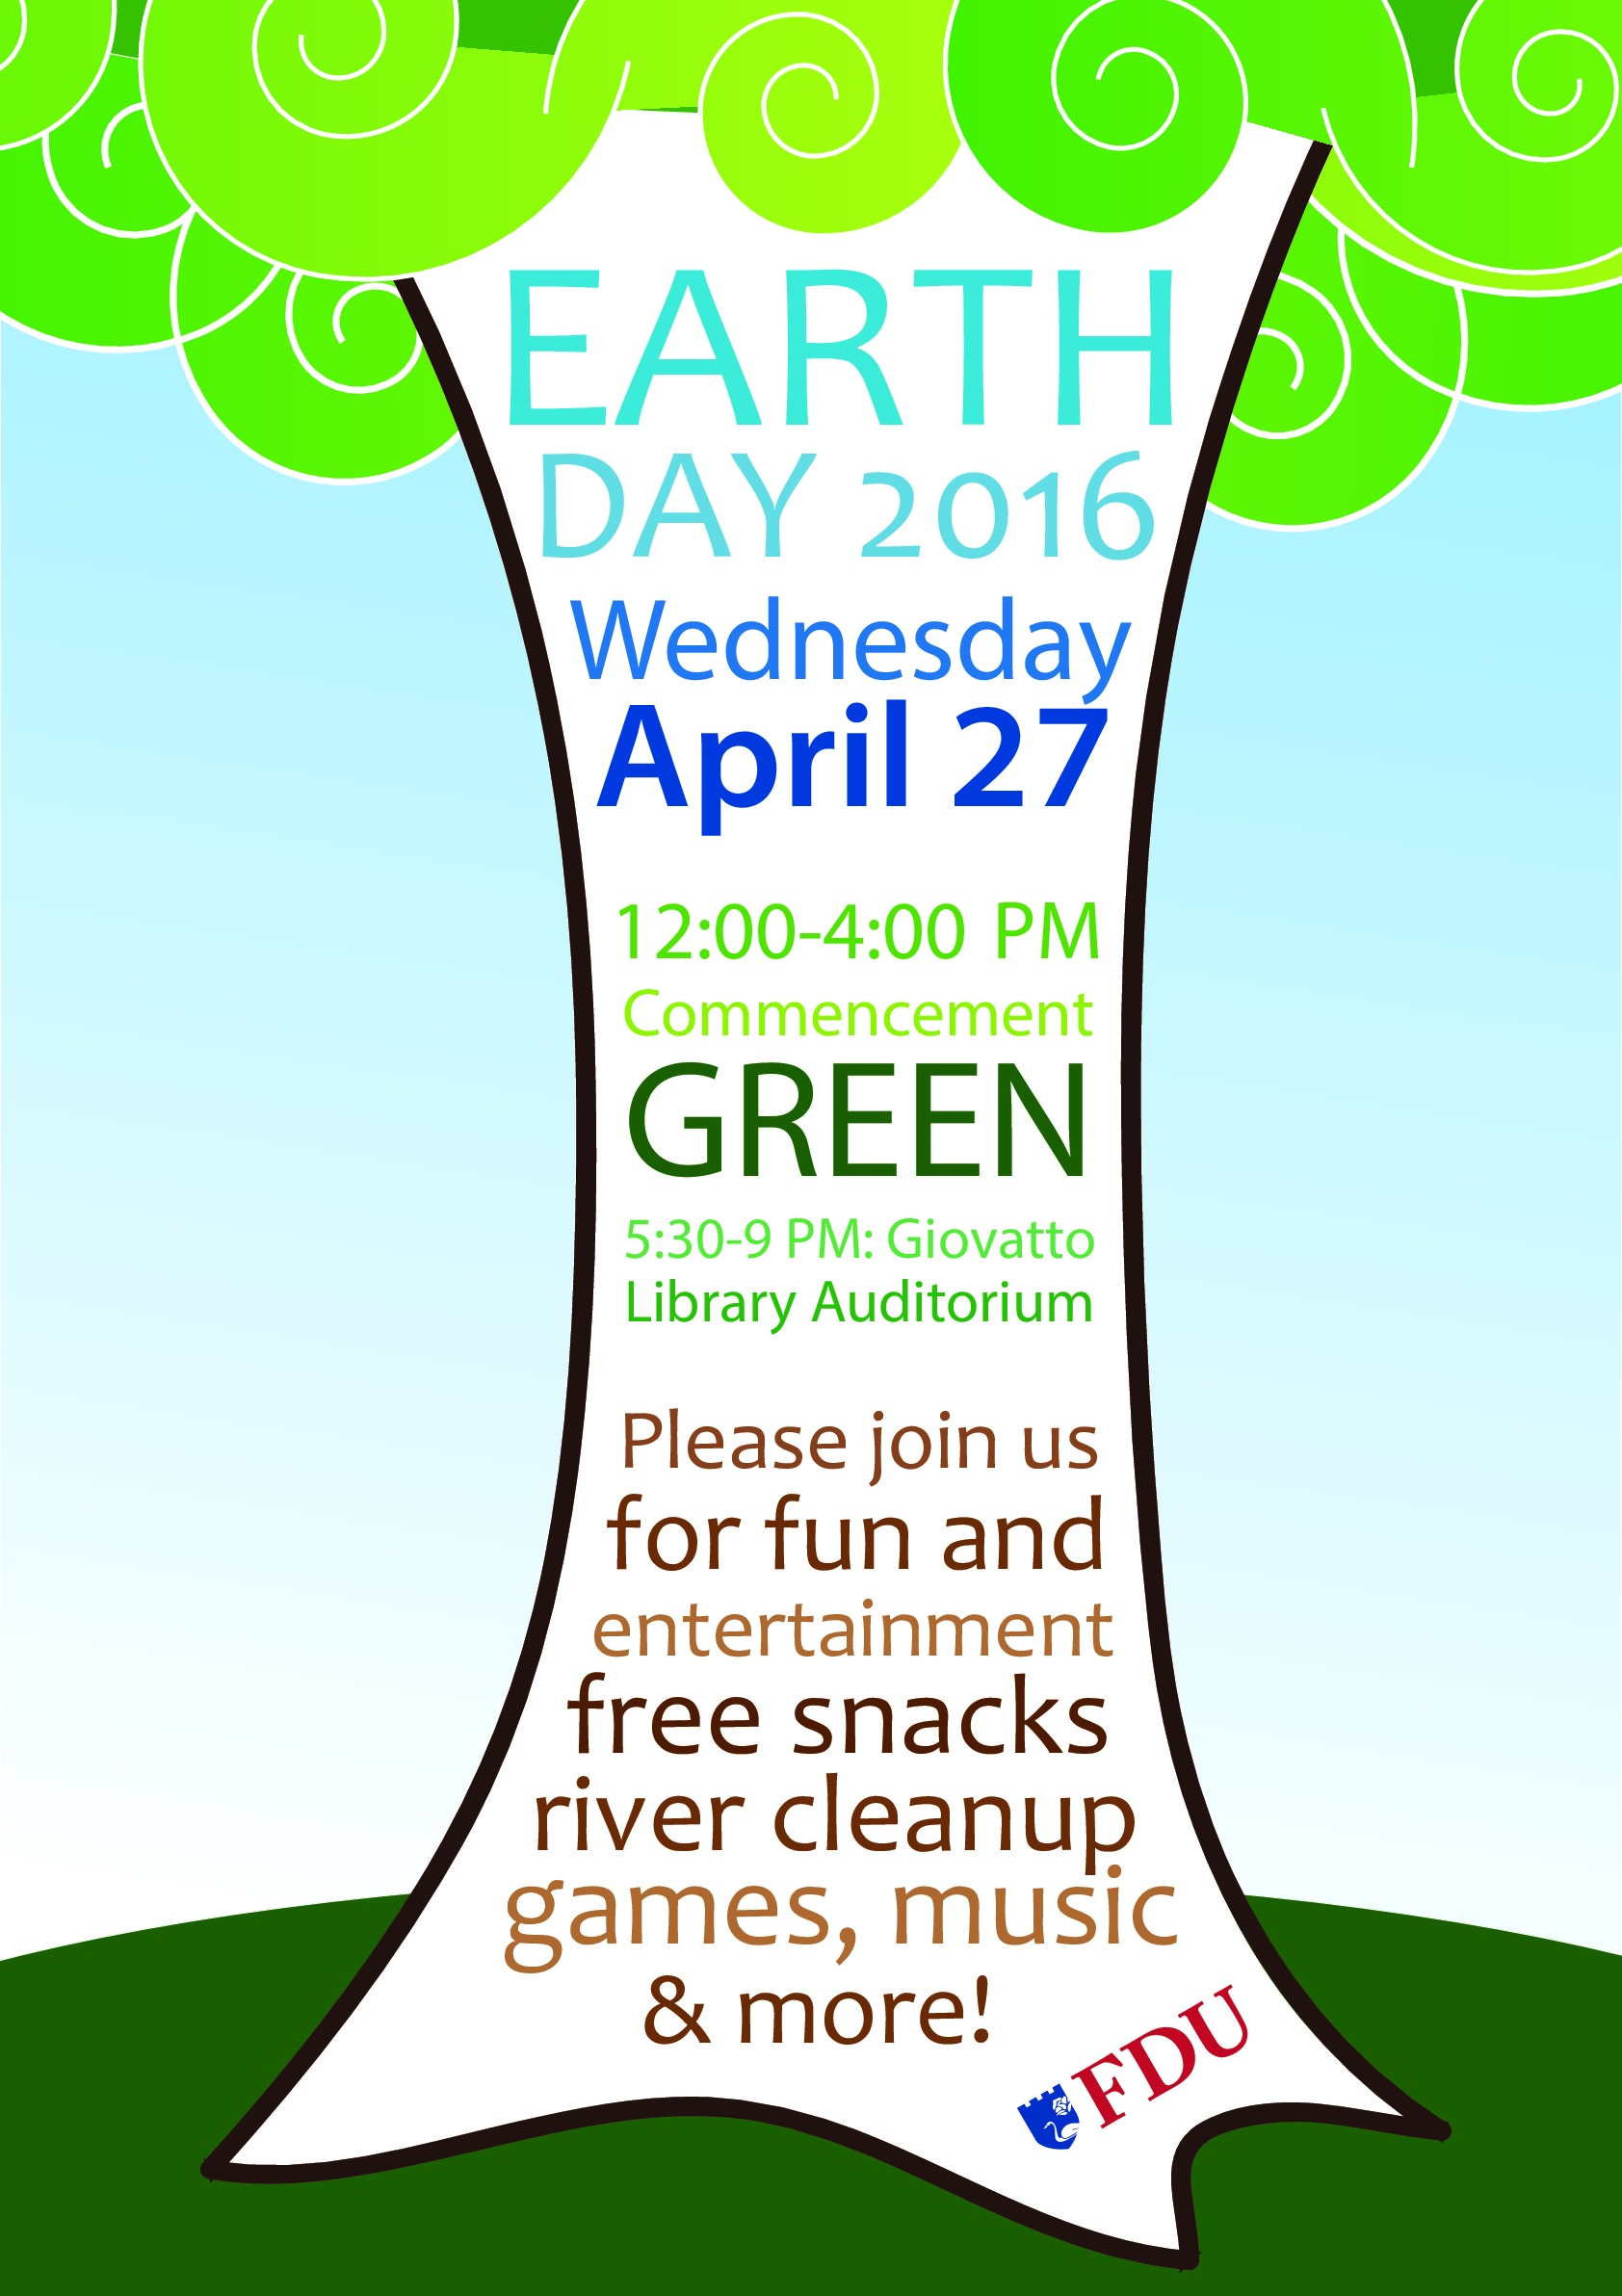 EARTH
DAY 2016
Wednesday
April 27
12:00-4:00 PM
Commencement
GREEN
5:30-9 PM: Giovatto
Library Auditorium
Please join us
for fun and
entertainment
free snacks
river cleanup
games, music
& more!
FDU